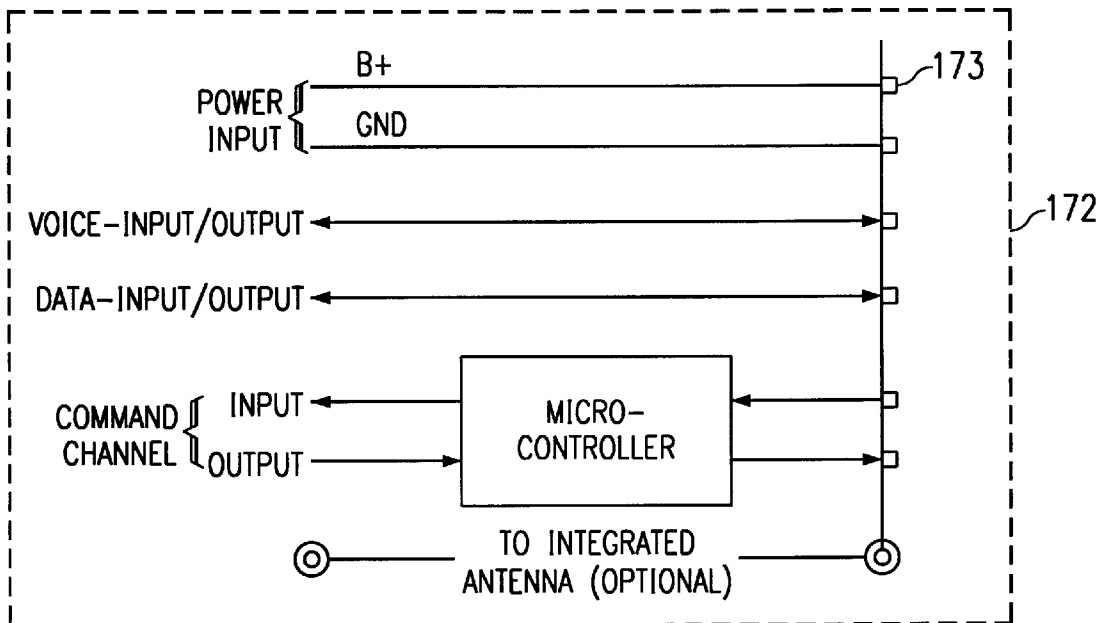 B+
173
POWER
INPUT
GND
172
VOICE-INPUT/OUTPUT
DATA-INPUT/OUTPUT
COMMAND
CHANNEL
INPUT
OUTPUT
MICRO-
CONTROLLER
TO INTEGRATED
ANTENNA (OPTIONAL)